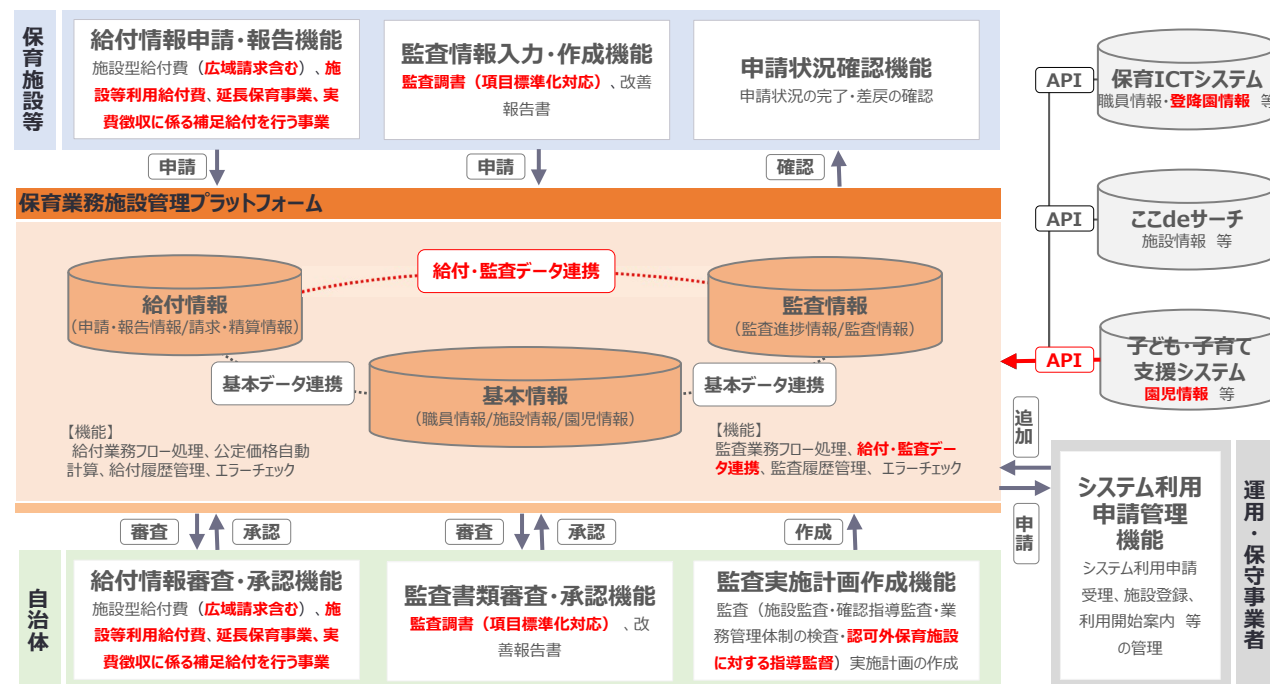 保育施設等
給付情報申請・報告機能
施設型給付費（広域請求含む）、施
設等利用給付費、延長保育事業、実
費徴収に係る補足給付を行う事業
監査情報入力・作成機能
監査調書（項目標準化対応）、改善
報告書
申請状況確認機能
申請状況の完了・差戻の確認
申請
申請
確認
保育業務施設管理プラットフォーム
給付・監査データ連携
給付情報
（申請・報告情報/請求・精算情報）
監査情報
（監査進捗情報/監査情報）
基本データ連携
基本情報
（職員情報/施設情報/園児情報）
基本データ連携
【機能】
給付業務フロー処理、公定価格自動
計算、給付履歴管理、エラーチェック
【機能】
監査業務フロー処理、給付・監査デー
タ連携、監査履歴管理、エラーチェック
審査
承認
審査
承認
作成
自治体
給付情報審査・承認機能
施設型給付費（広域請求含む）、施
設等利用給付費、延長保育事業、実
費徴収に係る補足給付を行う事業
監査書類審査・承認機能
監査調書（項目標準化対応）、改
善報告書
監査実施計画作成機能
監査（施設監査・確認指導監査・業
務管理体制の検査・認可外保育施設
に対する指導監督）実施計画の作成
API
保育ICTシステム
職員情報・登降園情報 等
API
ここdeサーチ
施設情報 等
API
子ども・子育て
支援システム
園児情報 等
追加
申請
システム利用
申請管理
機能
システム利用申請
受理、施設登録、
利用開始案内 等
の管理
運用・保守事業者